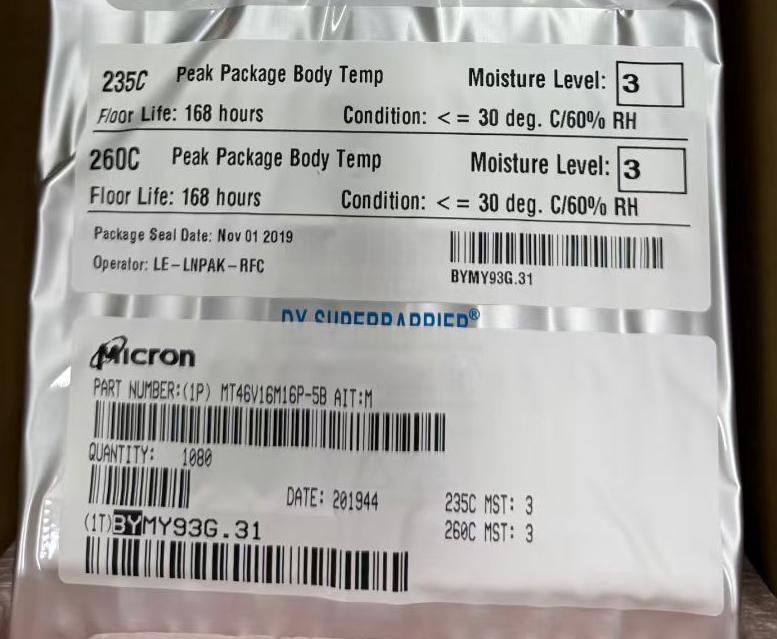 235C Peak Package Body Temp Moisture Level: 3
Floor Life: 168 hours Condition: <= 30 deg. C/60% RH
260C Peak Package Body Temp Moisture Level: 3
Floor Life: 168 hours Condition: <= 30 deg. C/60% RH
Package Seal Date: Nov 01 2019
Operator: LE-LNPAK-RFC
BYMY93G.31
DY SUPERBARRIER®
Micron
PART NUMBER:(1P) MT46V16M16P-5B AIT:M
QUANTITY: 1080
DATE: 201944 235C MST: 3
(1T)BYMY93G.31 260C MST: 3